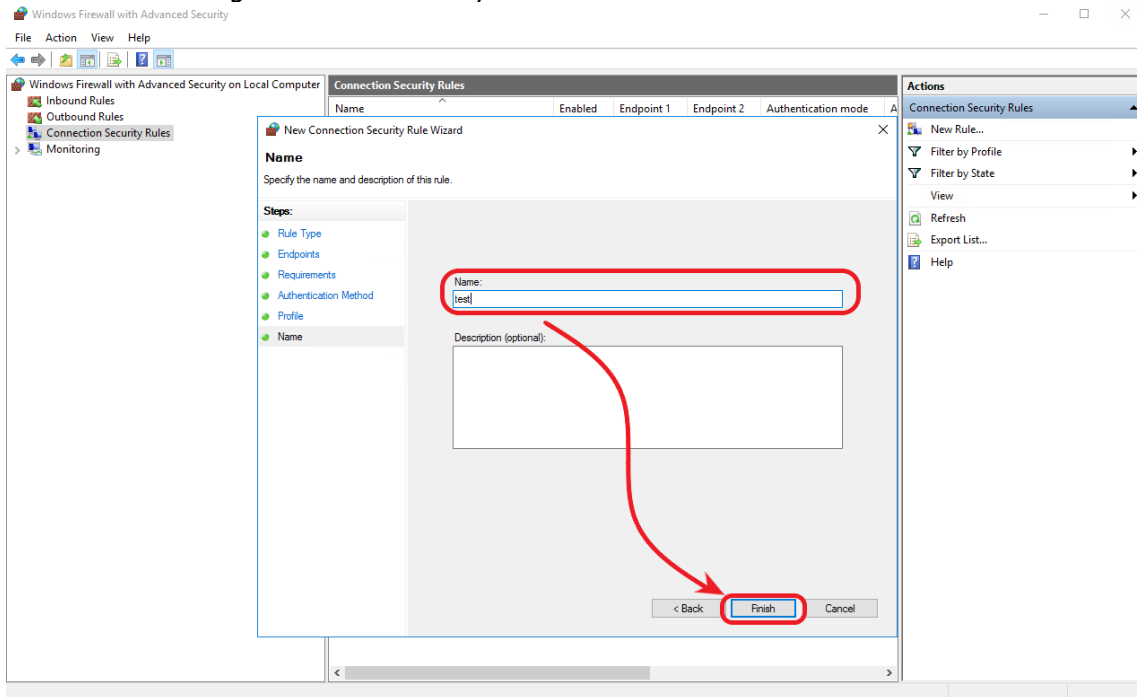 Windows Firewall with Advanced Security
File Action View Help
Windows Firewall with Advanced Security on Local Computer
Inbound Rules
Outbound Rules
Connection Security Rules
Monitoring
Connection Security Rules
Name Enabled Endpoint 1 Endpoint 2 Authentication mode A
New Connection Security Rule Wizard
Name
Specify the name and description of this rule.
Steps:
Rule Type
Endpoints
Requirements
Authentication Method
Profile
Name
Name:
test
Description (optional):
< Back Finish Cancel
Actions
Connection Security Rules
New Rule...
Filter by Profile
Filter by State
View
Refresh
Export List...
Help